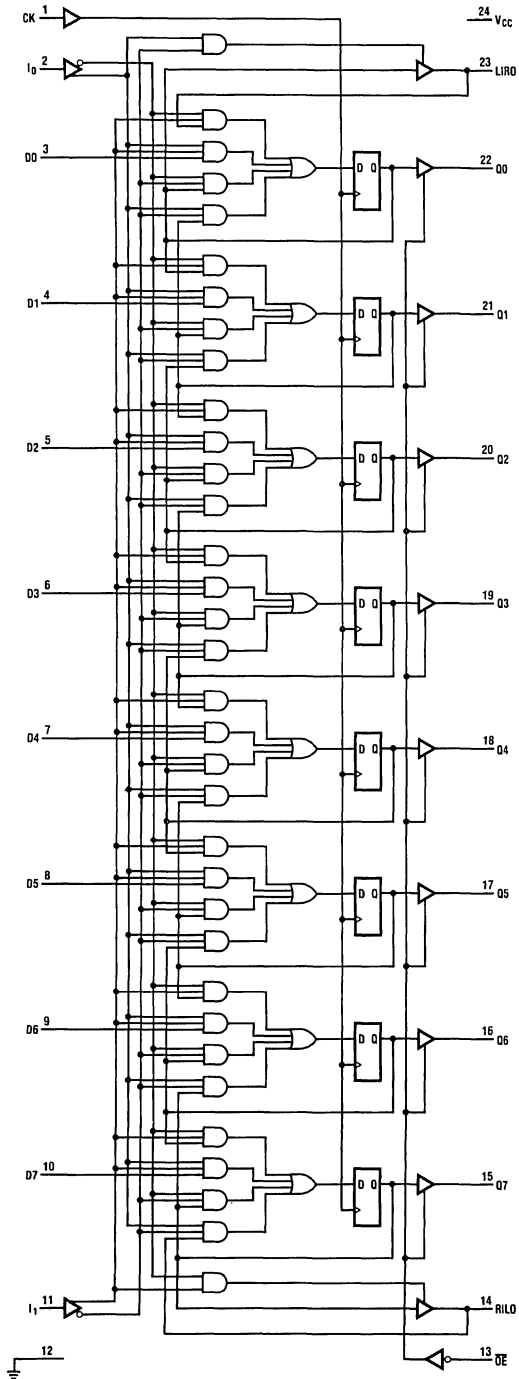 CK 1
24 VCC
I0 2
23 LIRO
D0 3
D Q
22 Q0
D1 4
D Q
21 Q1
D2 5
D Q
20 Q2
D3 6
D Q
19 Q3
D4 7
D Q
18 Q4
D5 8
D Q
17 Q5
D6 9
D Q
16 Q6
D7 10
D Q
15 Q7
I1 11
14 RILO
12
13 OE